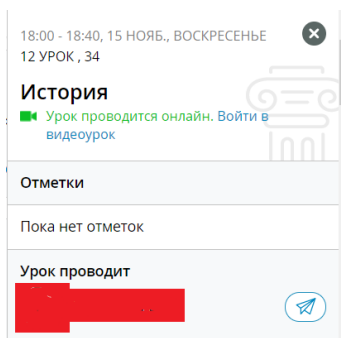 18:00 - 18:40, 15 НОЯБ., ВОСКРЕСЕНЬЕ
12 УРОК , 34
История
Урок проводится онлайн. Войти в
видеоурок
Отметки
Пока нет отметок
Урок проводит